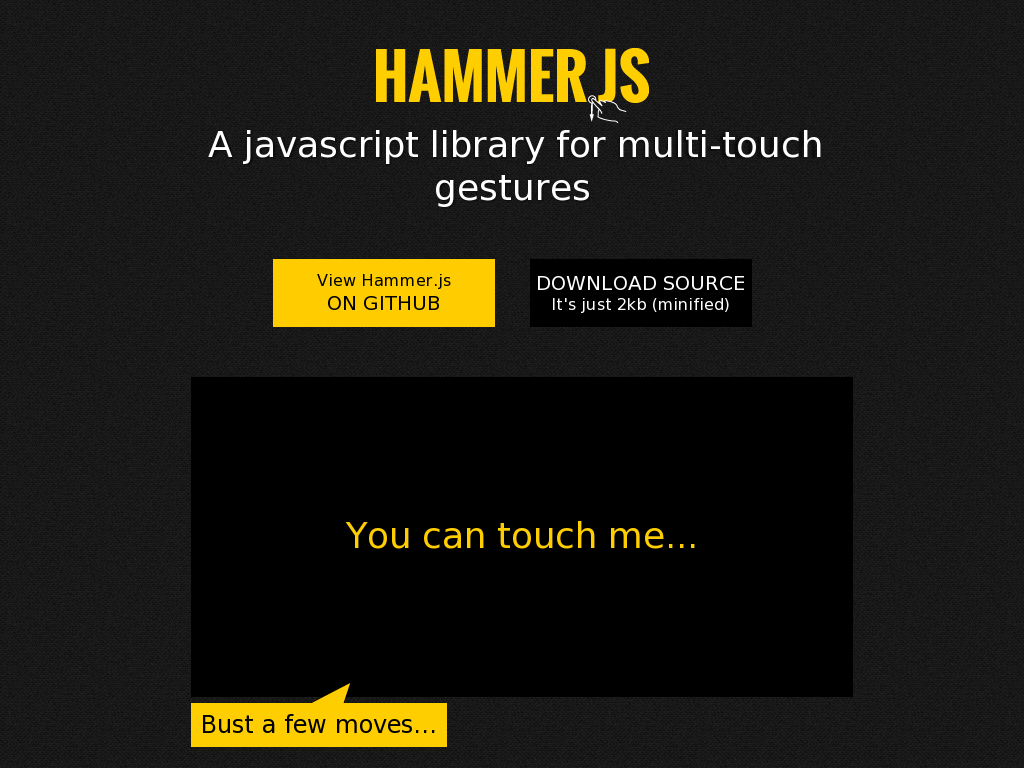 HAMMER.JS
A javascript library for multi-touch
gestures
View Hammer.js
ON GITHUB
DOWNLOAD SOURCE
It's just 2kb (minified)
You can touch me...
Bust a few moves...